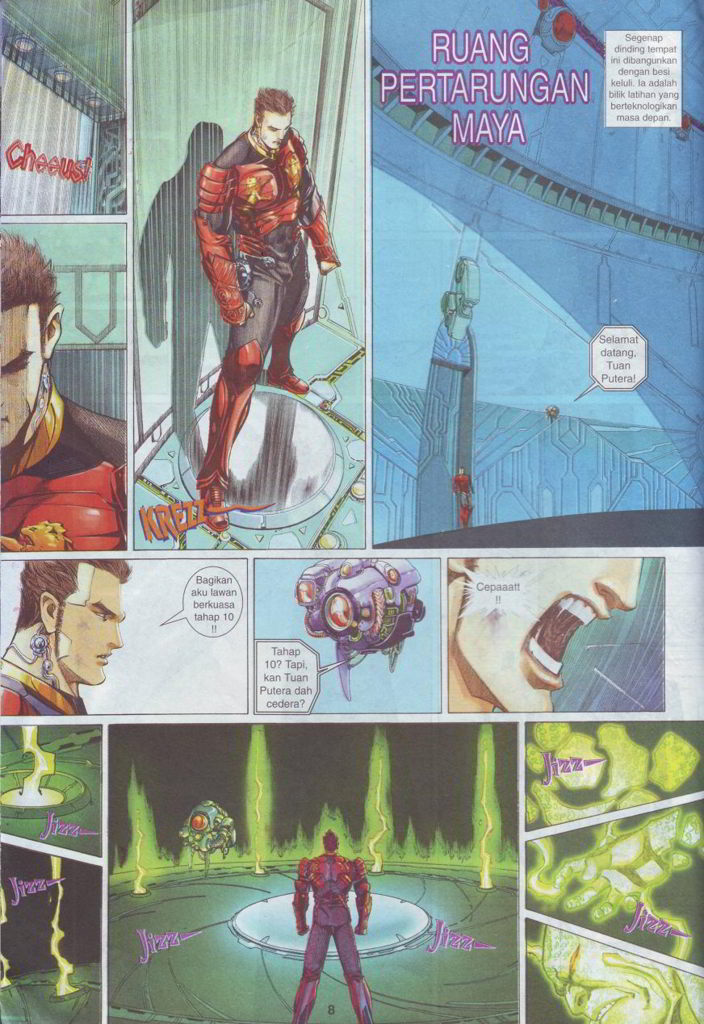 Cheeus!
KREZZ
RUANG
PERTARUNGAN
MAYA
Segenap
dinding tempat
ini dibangunkan
dengan besi
keluli. Ia adalah
bilik latihan yang
berteknologikan
masa depan.
Selamat
datang,
Tuan
Putera!
Bagikan
aku lawan
berkuasa
tahap 10
!!
Tahap
10? Tapi,
kan Tuan
Putera dah
cedera?
Cepaaatt
!!
Jizz
Jizz
Jizz
Jizz
Jizz
Jizz
8